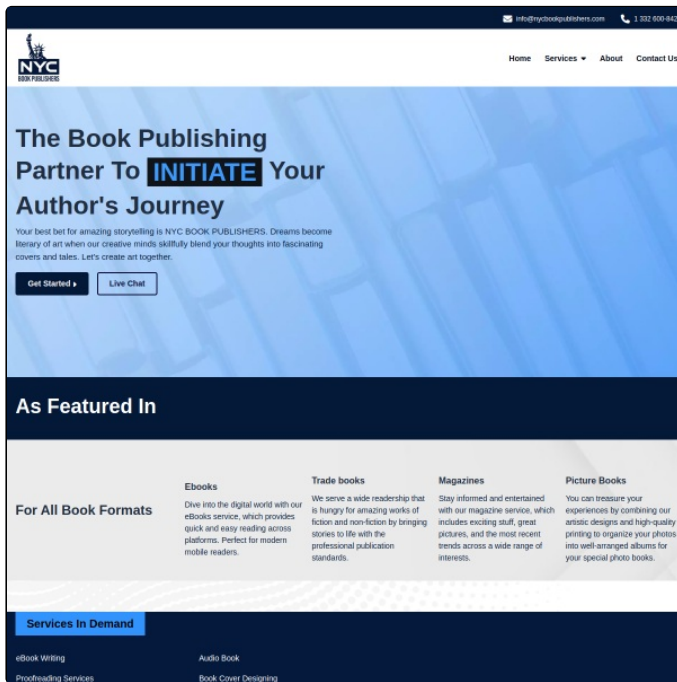 info@nycbookpublishers.com 1 332 600-842
NYC
BOOK PUBLISHERS
Home Services About Contact Us
The Book Publishing
Partner To INITIATE Your
Author's Journey
Your best bet for amazing storytelling is NYC BOOK PUBLISHERS. Dreams become
literary of art when our creative minds skillfully blend your thoughts into fascinating
covers and tales. Let's create art together.
Get Started Live Chat
As Featured In
For All Book Formats
Ebooks
Dive into the digital world with our
eBooks service, which provides
quick and easy reading across
platforms. Perfect for modern
mobile readers.
Trade books
We serve a wide readership that
is hungry for amazing works of
fiction and non-fiction by bringing
stories to life with the
professional publication
standards.
Magazines
Stay informed and entertained
with our magazine service, which
includes exciting stuff, great
pictures, and the most recent
trends across a wide range of
interests.
Picture Books
You can treasure your
experiences by combining our
artistic designs and high-quality
printing to organize your photos
into well-arranged albums for
your special photo books.
Services In Demand
eBook Writing Audio Book
Proofreading Services Book Cover Designing